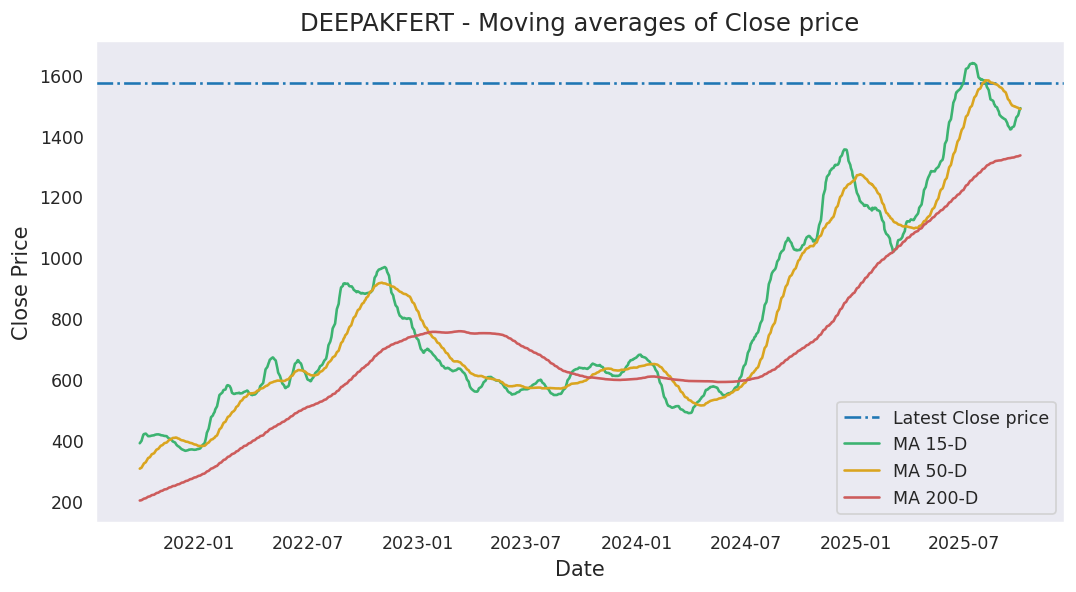 DEEPAKFERT - Moving averages of Close price
Close Price
1600
1400
1200
1000
800
600
400
200
Latest Close price
MA 15-D
MA 50-D
MA 200-D
2022-01 2022-07 2023-01 2023-07 2024-01 2024-07 2025-01 2025-07
Date